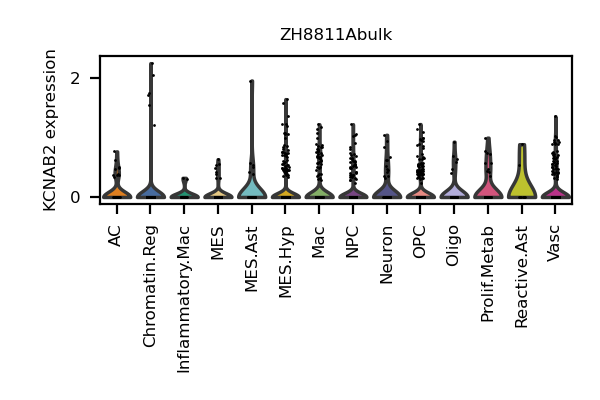 ZH8811Abulk
KCNAB2 expression
2
0
AC
Chromatin.Reg
Inflammatory.Mac
MES
MES.Ast
MES.Hyp
Mac
NPC
Neuron
OPC
Oligo
Prolif.Metab
Reactive.Ast
Vasc